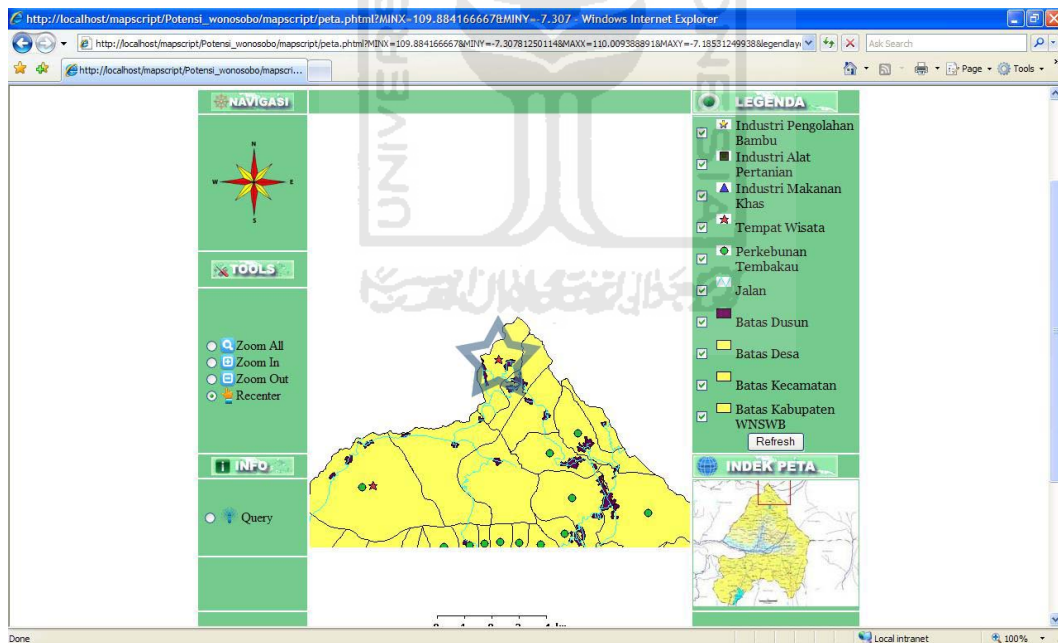 http://localhost/mapscript/Potensi_wonosobo/mapscript/peta.phtml?MINX=109.884166667&MINY=-7.307 - Windows Internet Explorer
http://localhost/mapscript/Potensi_wonosobo/mapscript/peta.phtml?MINX=109.884166667&MINY=-7.307812501148&MAXX=110.009388891&MAXY=-7.18531249938&legendlay
Ask Search
http://localhost/mapscript/Potensi_wonosobo/mapscri...
Page
Tools
NAVIGASI
N
W
E
S
TOOLS
Zoom All
Zoom In
Zoom Out
Recenter
INFO
Query
LEGENDA
Industri Pengolahan
Bambu
Industri Alat
Pertanian
Industri Makanan
Khas
Tempat Wisata
Perkebunan
Tembakau
Jalan
Batas Dusun
Batas Desa
Batas Kecamatan
Batas Kabupaten
WNSWB
Refresh
INDEK PETA
Done
Local intranet
100%